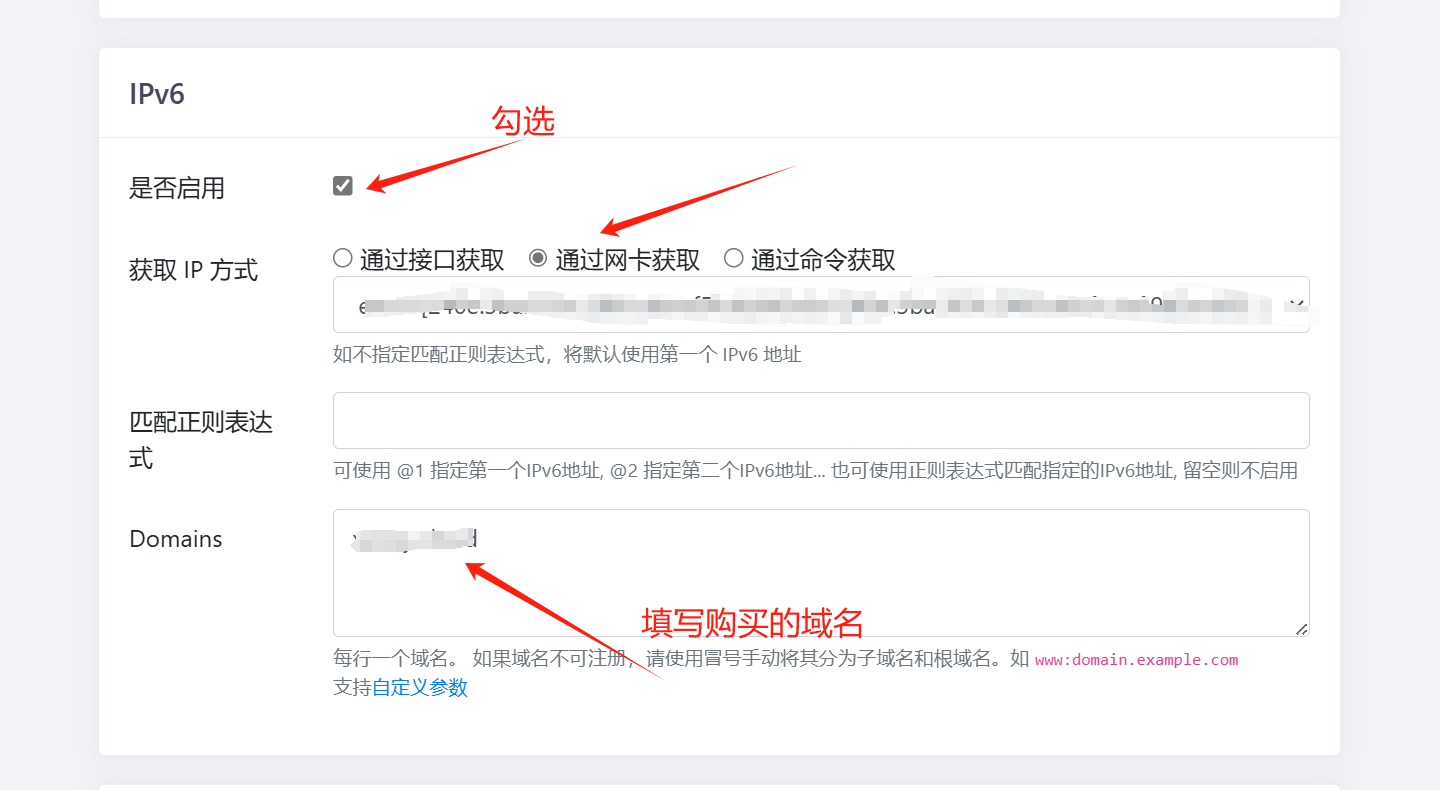 IPv6
勾选
是否启用
获取 IP 方式
通过接口获取 通过网卡获取 通过命令获取
如不指定匹配正则表达式，将默认使用第一个 IPv6 地址
匹配正则表达
式
可使用 @1 指定第一个IPv6地址, @2 指定第二个IPv6地址... 也可使用正则表达式匹配指定的IPv6地址, 留空则不启用
Domains
填写购买的域名
每行一个域名。 如果域名不可注册，请使用冒号手动将其分为子域名和根域名。如 www:domain.example.com
支持自定义参数